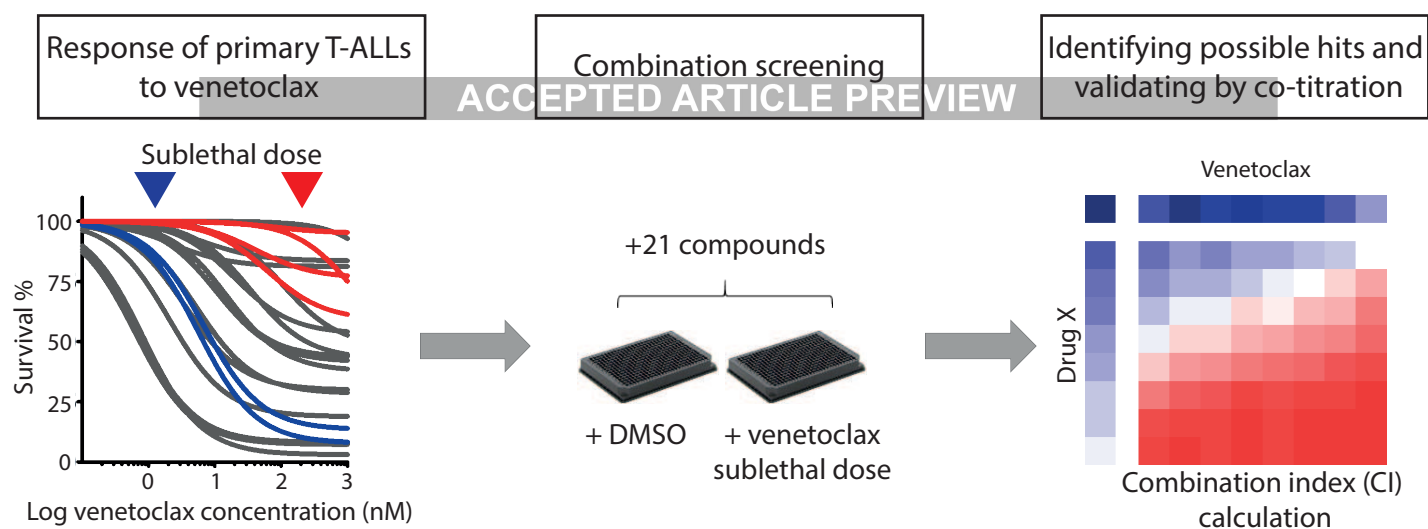 Response of primary T-ALLs
to venetoclax
Combination screening
Identifying possible hits and
validating by co-titration
ACCEPTED ARTICLE PREVIEW
Sublethal dose
100
75
50
25
0
Survival %
0 1 2 3
Log venetoclax concentration (nM)
+21 compounds
+ DMSO
+ venetoclax
sublethal dose
Venetoclax
Drug X
Combination index (CI)
calculation